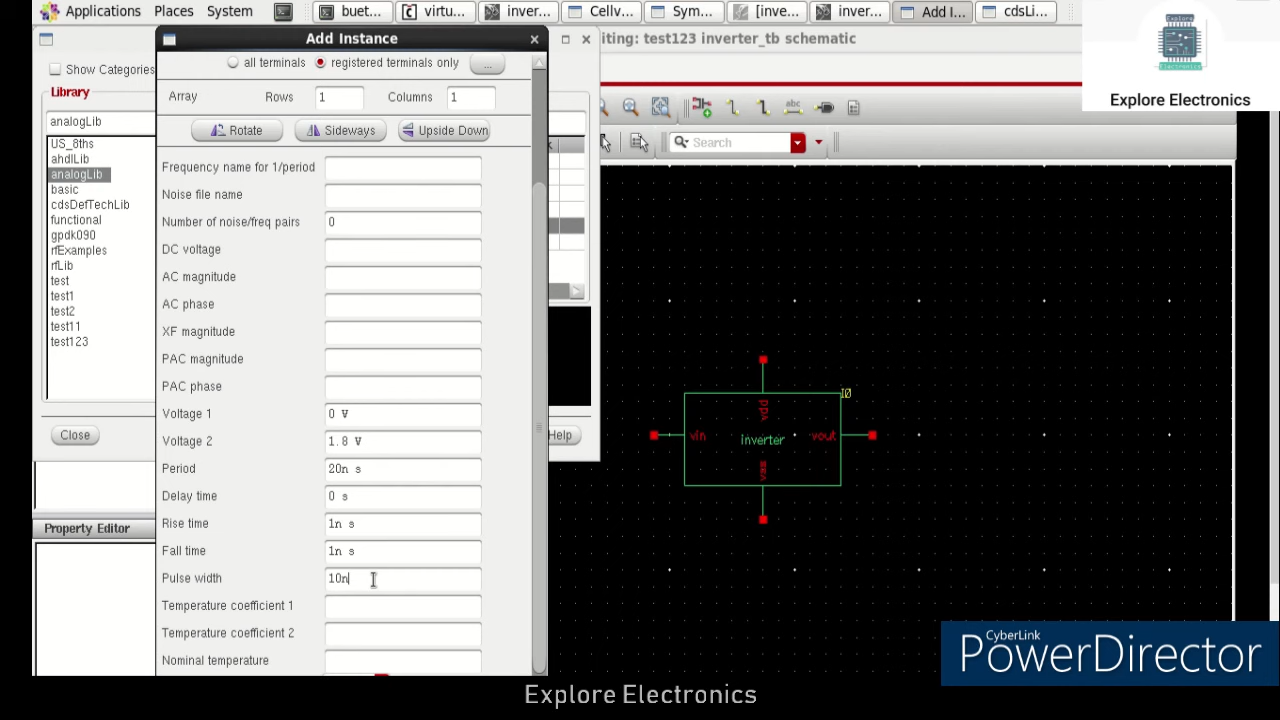 Applications Places System buet... virtu... inver... Cellv... Sym... [inve... inver... Add I... cdsLi...
Explore Electronics
Add Instance
iting: test123 inverter_tb schematic
Show Categories
all terminals registered terminals only ...
Library
Array Rows 1 Columns 1
analogLib
Rotate Sideways Upside Down
Search
US_8ths
ahdlLib
analogLib
basic
cdsDefTechLib
functional
gpdk090
rfExamples
rfLib
test
test1
test2
test11
test123
Frequency name for 1/period
Noise file name
Number of noise/freq pairs 0
DC voltage
AC magnitude
AC phase
XF magnitude
PAC magnitude
PAC phase
Voltage 1 0 V
Voltage 2 1.8 V
Period 20n s
Delay time 0 s
Rise time 1n s
Fall time 1n s
Pulse width 10n
Temperature coefficient 1
Temperature coefficient 2
Nominal temperature
Close
Help
Property Editor
I0
vdd
vin inverter vout
vss
CyberLink
PowerDirector
Explore Electronics